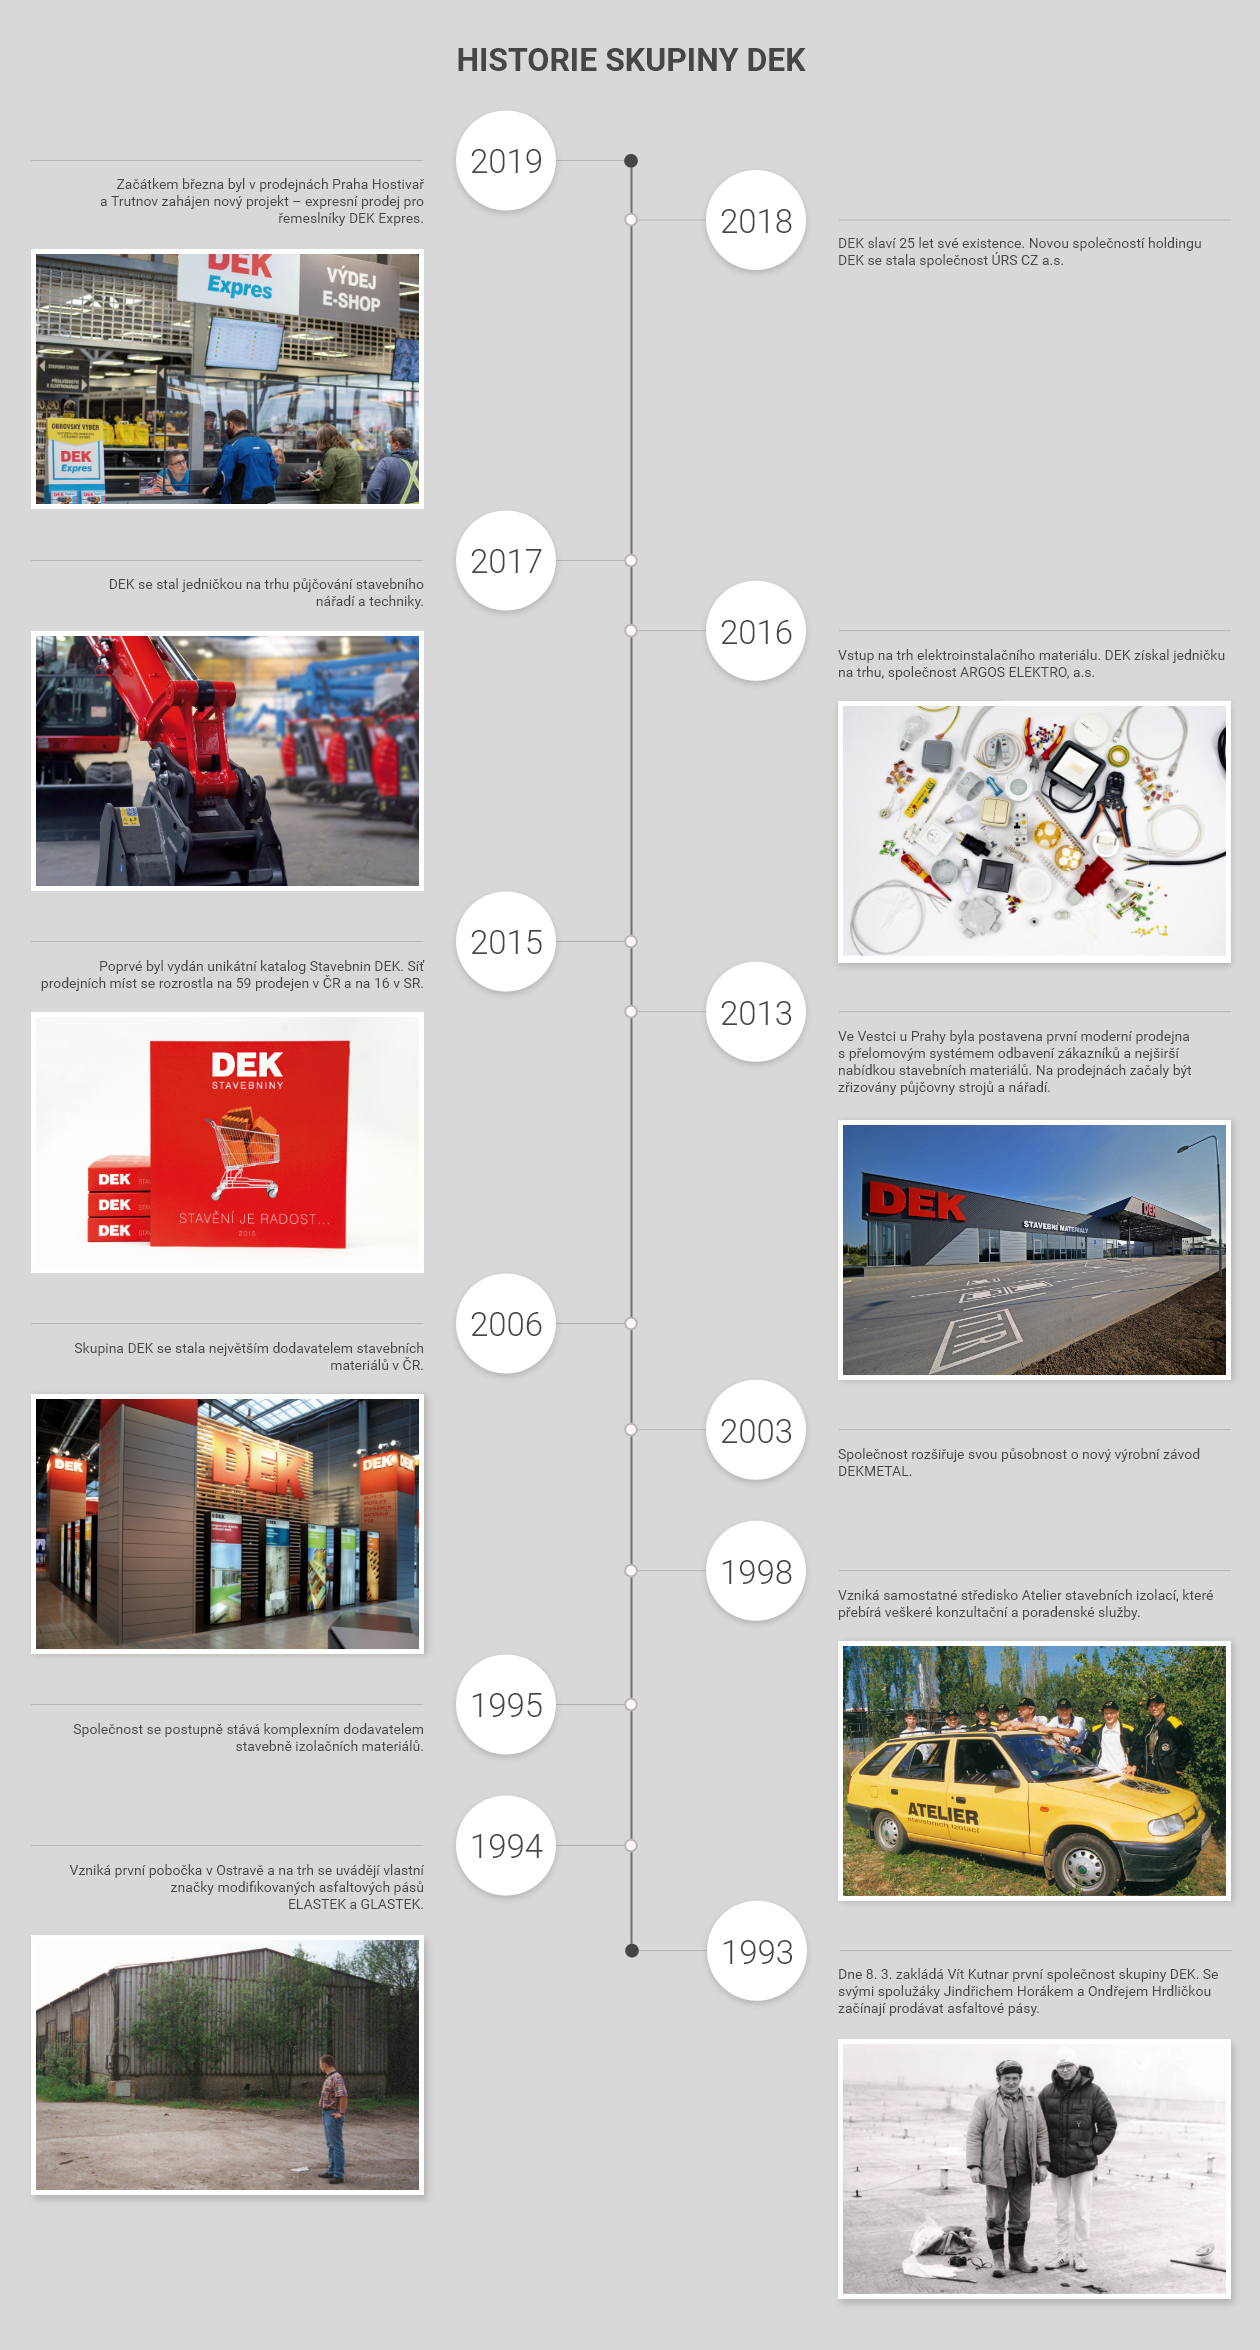 HISTORIE SKUPINY DEK
2019
Začátkem března byl v prodejnách Praha Hostivař
a Trutnov zahájen nový projekt – expresní prodej pro
řemeslníky DEK Expres.
DEK
Expres
VÝDEJ
E-SHOP
STAVEBNÍ CHEMIE
PŘÍSLUŠENSTVÍ
K ELEKTRONÁŘADÍ
OBROVSKÝ VÝBĚR
DEK
Expres
2018
DEK slaví 25 let své existence. Novou společností holdingu
DEK se stala společnost ÚRS CZ a.s.
2017
DEK se stal jedničkou na trhu půjčování stavebního
nářadí a techniky.
2016
Vstup na trh elektroinstalačního materiálu. DEK získal jedničku
na trhu, společnost ARGOS ELEKTRO, a.s.
2015
Poprvé byl vydán unikátní katalog Stavebnin DEK. Síť
prodejních míst se rozrostla na 59 prodejen v ČR a na 16 v SR.
DEK
STAVEBNINY
STAVĚNÍ JE RADOST...
2015
DEK
DEK
DEK
2013
Ve Vestci u Prahy byla postavena první moderní prodejna
s přelomovým systémem odbavení zákazníků a nejširší
nabídkou stavebních materiálů. Na prodejnách začaly být
zřizovány půjčovny strojů a nářadí.
DEK
STAVEBNÍ MATERIÁLY
DEK
2006
Skupina DEK se stala největším dodavatelem stavebních
materiálů v ČR.
DEK
DEK
DEK
DEK
2003
Společnost rozšiřuje svou působnost o nový výrobní závod
DEKMETAL.
1998
Vzniká samostatné středisko Atelier stavebních izolací, které
přebírá veškeré konzultační a poradenské služby.
ATELIER
stavebních izolací
1995
Společnost se postupně stává komplexním dodavatelem
stavebně izolačních materiálů.
1994
Vzniká první pobočka v Ostravě a na trh se uvádějí vlastní
značky modifikovaných asfaltových pásů
ELASTEK a GLASTEK.
1993
Dne 8. 3. zakládá Vít Kutnar první společnost skupiny DEK. Se
svými spolužáky Jindřichem Horákem a Ondřejem Hrdličkou
začínají prodávat asfaltové pásy.